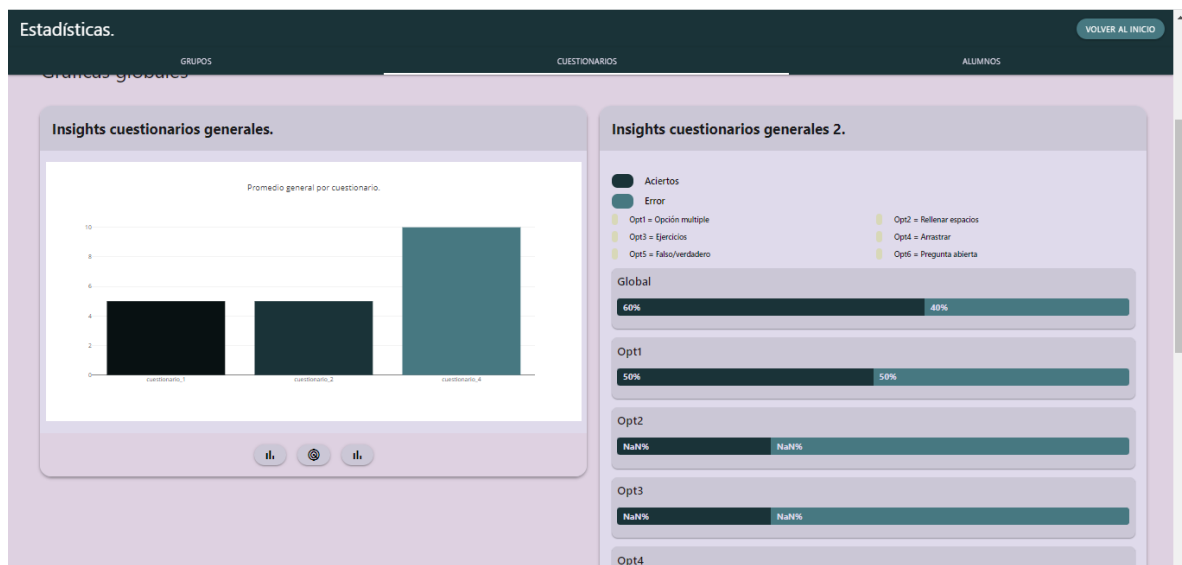 Estadísticas.
VOLVER AL INICIO
GRUPOS
CUESTIONARIOS
ALUMNOS
Gráficas globales
Insights cuestionarios generales.
Promedio general por cuestionario.
10
8
6
4
2
0
cuestionario_1
cuestionario_2
cuestionario_4
Insights cuestionarios generales 2.
Aciertos
Error
Opt1 = Opción multiple
Opt2 = Rellenar espacios
Opt3 = Ejercicios
Opt4 = Arrastrar
Opt5 = Falso/verdadero
Opt6 = Pregunta abierta
Global
60% 40%
Opt1
50% 50%
Opt2
NaN% NaN%
Opt3
NaN% NaN%
Opt4